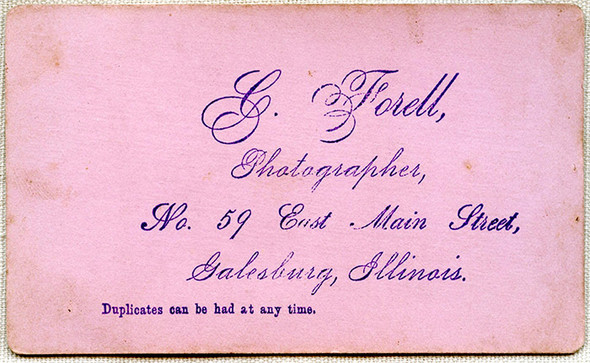 G. Forell,
Photographer,
No. 59 East Main Street,
Galesburg, Illinois.
Duplicates can be had at any time.